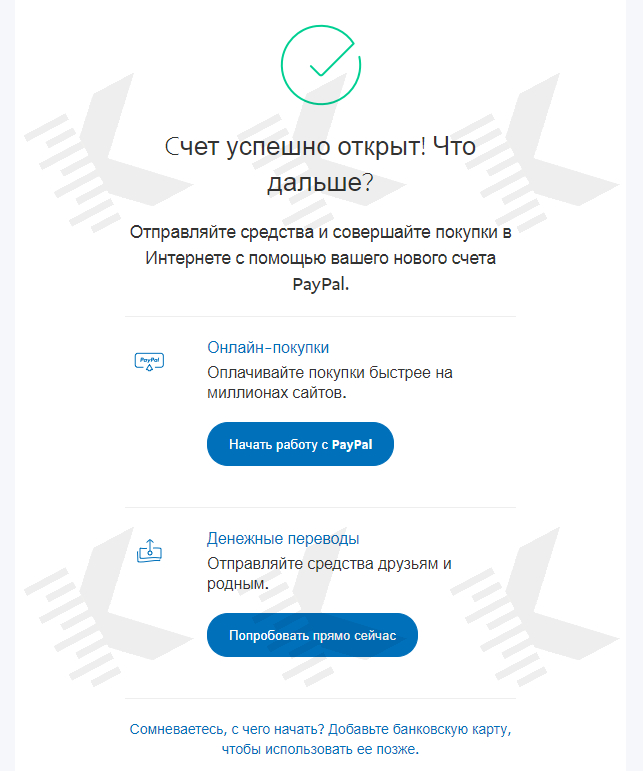 Счет успешно открыт! Что
дальше?
Отправляйте средства и совершайте покупки в
Интернете с помощью вашего нового счета
PayPal.
PayPal
Онлайн-покупки
Оплачивайте покупки быстрее на
миллионах сайтов.
Начать работу с PayPal
Денежные переводы
Отправляйте средства друзьям и
родным.
Попробовать прямо сейчас
Сомневаетесь, с чего начать? Добавьте банковскую карту,
чтобы использовать ее позже.